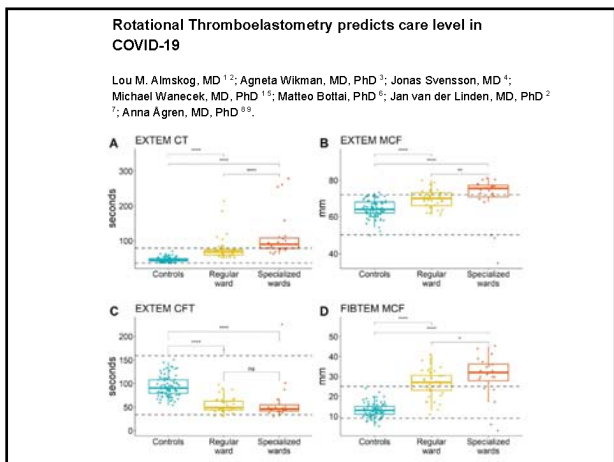 Rotational Thromboelastometry predicts care level in
COVID-19
Lou M. Almskog, MD 1 2; Agneta Wikman, MD, PhD 3; Jonas Svensson, MD 4;
Michael Wanecek, MD, PhD 1 5; Matteo Bottai, PhD 6; Jan van der Linden, MD, PhD 2
7; Anna Ågren, MD, PhD 8 9.
A EXTEM CT
****
****
****
seconds
300
200
100
Controls Regular ward Specialized wards
B EXTEM MCF
****
****
**
mm
80
60
40
Controls Regular ward Specialized wards
C EXTEM CFT
****
****
ns
seconds
200
150
100
50
0
Controls Regular ward Specialized wards
D FIBTEM MCF
****
****
*
mm
40
30
20
10
Controls Regular ward Specialized wards